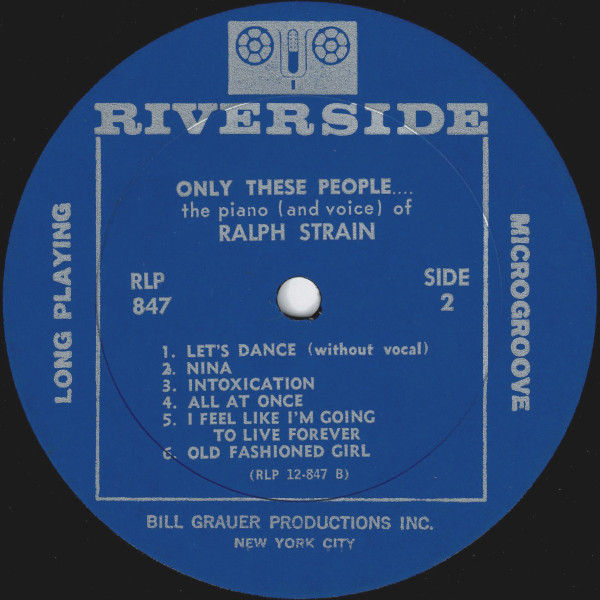 RIVERSIDE
ONLY THESE PEOPLE....
the piano (and voice) of
RALPH STRAIN
RLP
847
SIDE
2
LONG PLAYING
MICROGROOVE
1. LET'S DANCE (without vocal)
2. NINA
3. INTOXICATION
4. ALL AT ONCE
5. I FEEL LIKE I'M GOING
TO LIVE FOREVER
6. OLD FASHIONED GIRL
(RLP 12-847 B)
BILL GRAUER PRODUCTIONS INC.
NEW YORK CITY